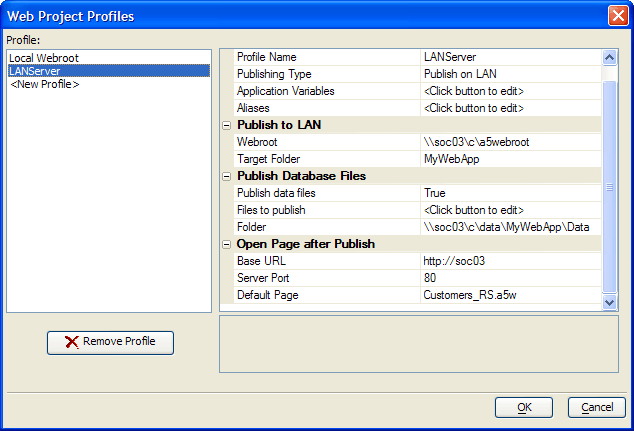 Web Project Profiles
Profile:
Local Webroot
LANServer
<New Profile>
Remove Profile
Profile Name LANServer
Publishing Type Publish on LAN
Application Variables <Click button to edit>
Aliases <Click button to edit>
Publish to LAN
Webroot \\soc03\c\a5webroot
Target Folder MyWebApp
Publish Database Files
Publish data files True
Files to publish <Click button to edit>
Folder \\soc03\c\data\MyWebApp\Data
Open Page after Publish
Base URL http://soc03
Server Port 80
Default Page Customers_RS.a5w
OK Cancel